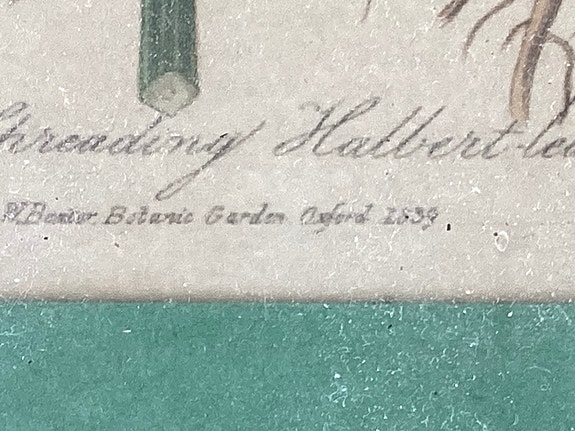 hreading Halbert-lea
W. Baxter. Botanic Garden Oxford 1839